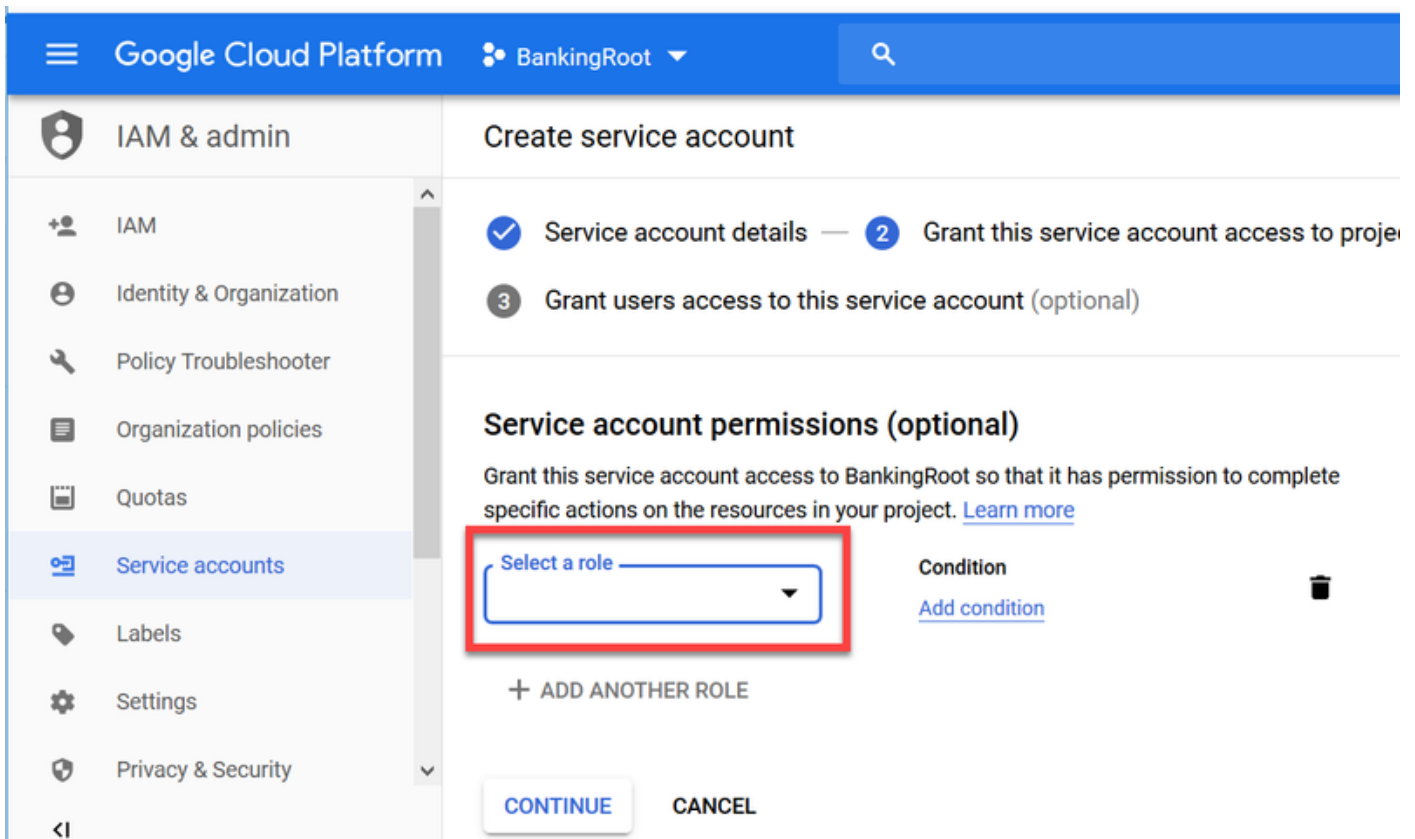 Google Cloud Platform
BankingRoot
IAM & admin
Create service account
IAM
Identity & Organization
Policy Troubleshooter
Organization policies
Quotas
Service accounts
Labels
Settings
Privacy & Security
Service account details
2 Grant this service account access to projec
3 Grant users access to this service account (optional)
Service account permissions (optional)
Grant this service account access to BankingRoot so that it has permission to complete
specific actions on the resources in your project. Learn more
Select a role
Condition
Add condition
+ ADD ANOTHER ROLE
CONTINUE CANCEL